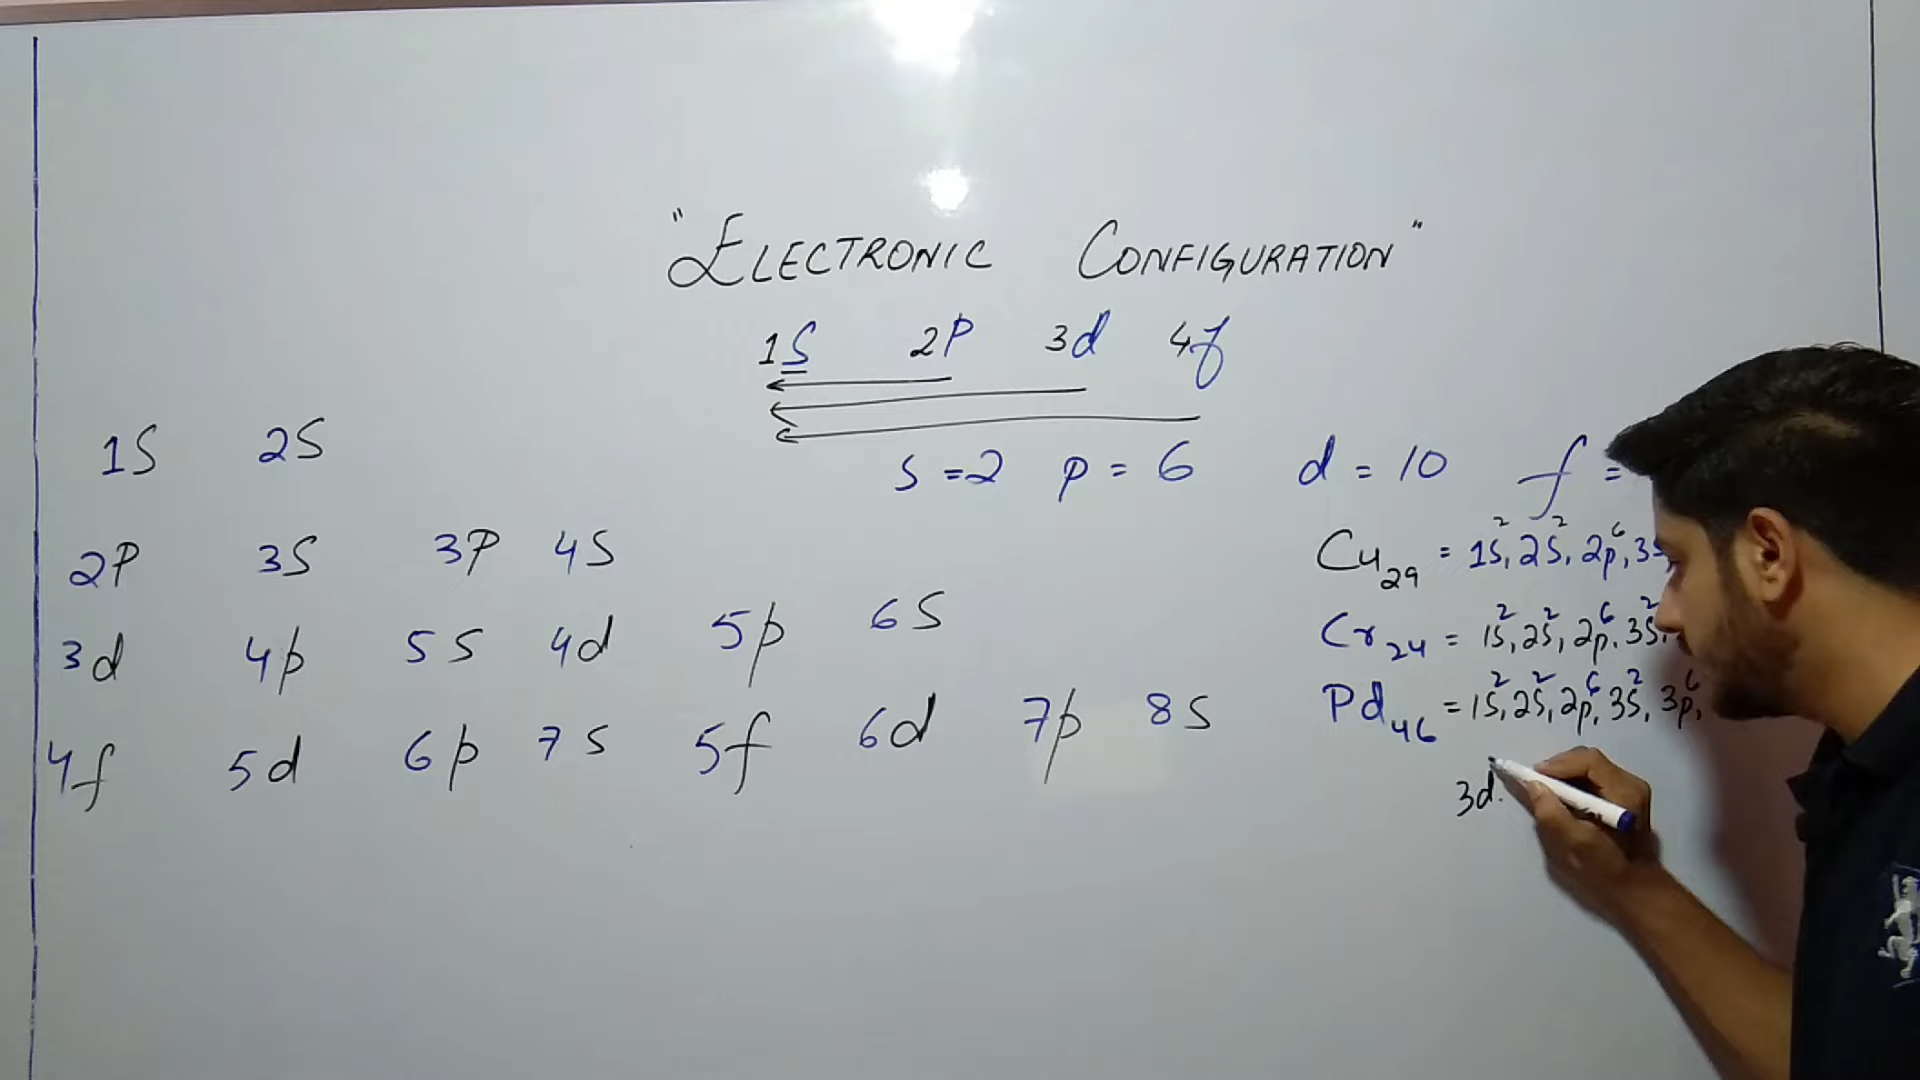 "ELECTRONIC CONFIGURATION"
1S 2P 3d 4f
S = 2 p = 6 d = 10 f =
1S 2S
2P 3S 3P 4S
3d 4p 5S 4d 5p 6S
4f 5d 6p 7s 5f 6d 7p 8s
Cu29 = 1S², 2S², 2p⁶, 3S
Cr24 = 1S², 2S², 2p⁶, 3S²,
Pd46 = 1S², 2S², 2p⁶, 3S², 3p⁶,
3d